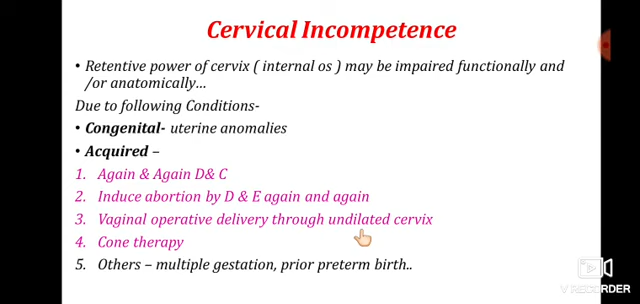 Cervical Incompetence
• Retentive power of cervix ( internal os ) may be impaired functionally and
/or anatomically...
Due to following Conditions-
• Congenital- uterine anomalies
• Acquired –
1. Again & Again D& C
2. Induce abortion by D & E again and again
3. Vaginal operative delivery through undilated cervix
4. Cone therapy
5. Others – multiple gestation, prior preterm birth..
V RECORDER